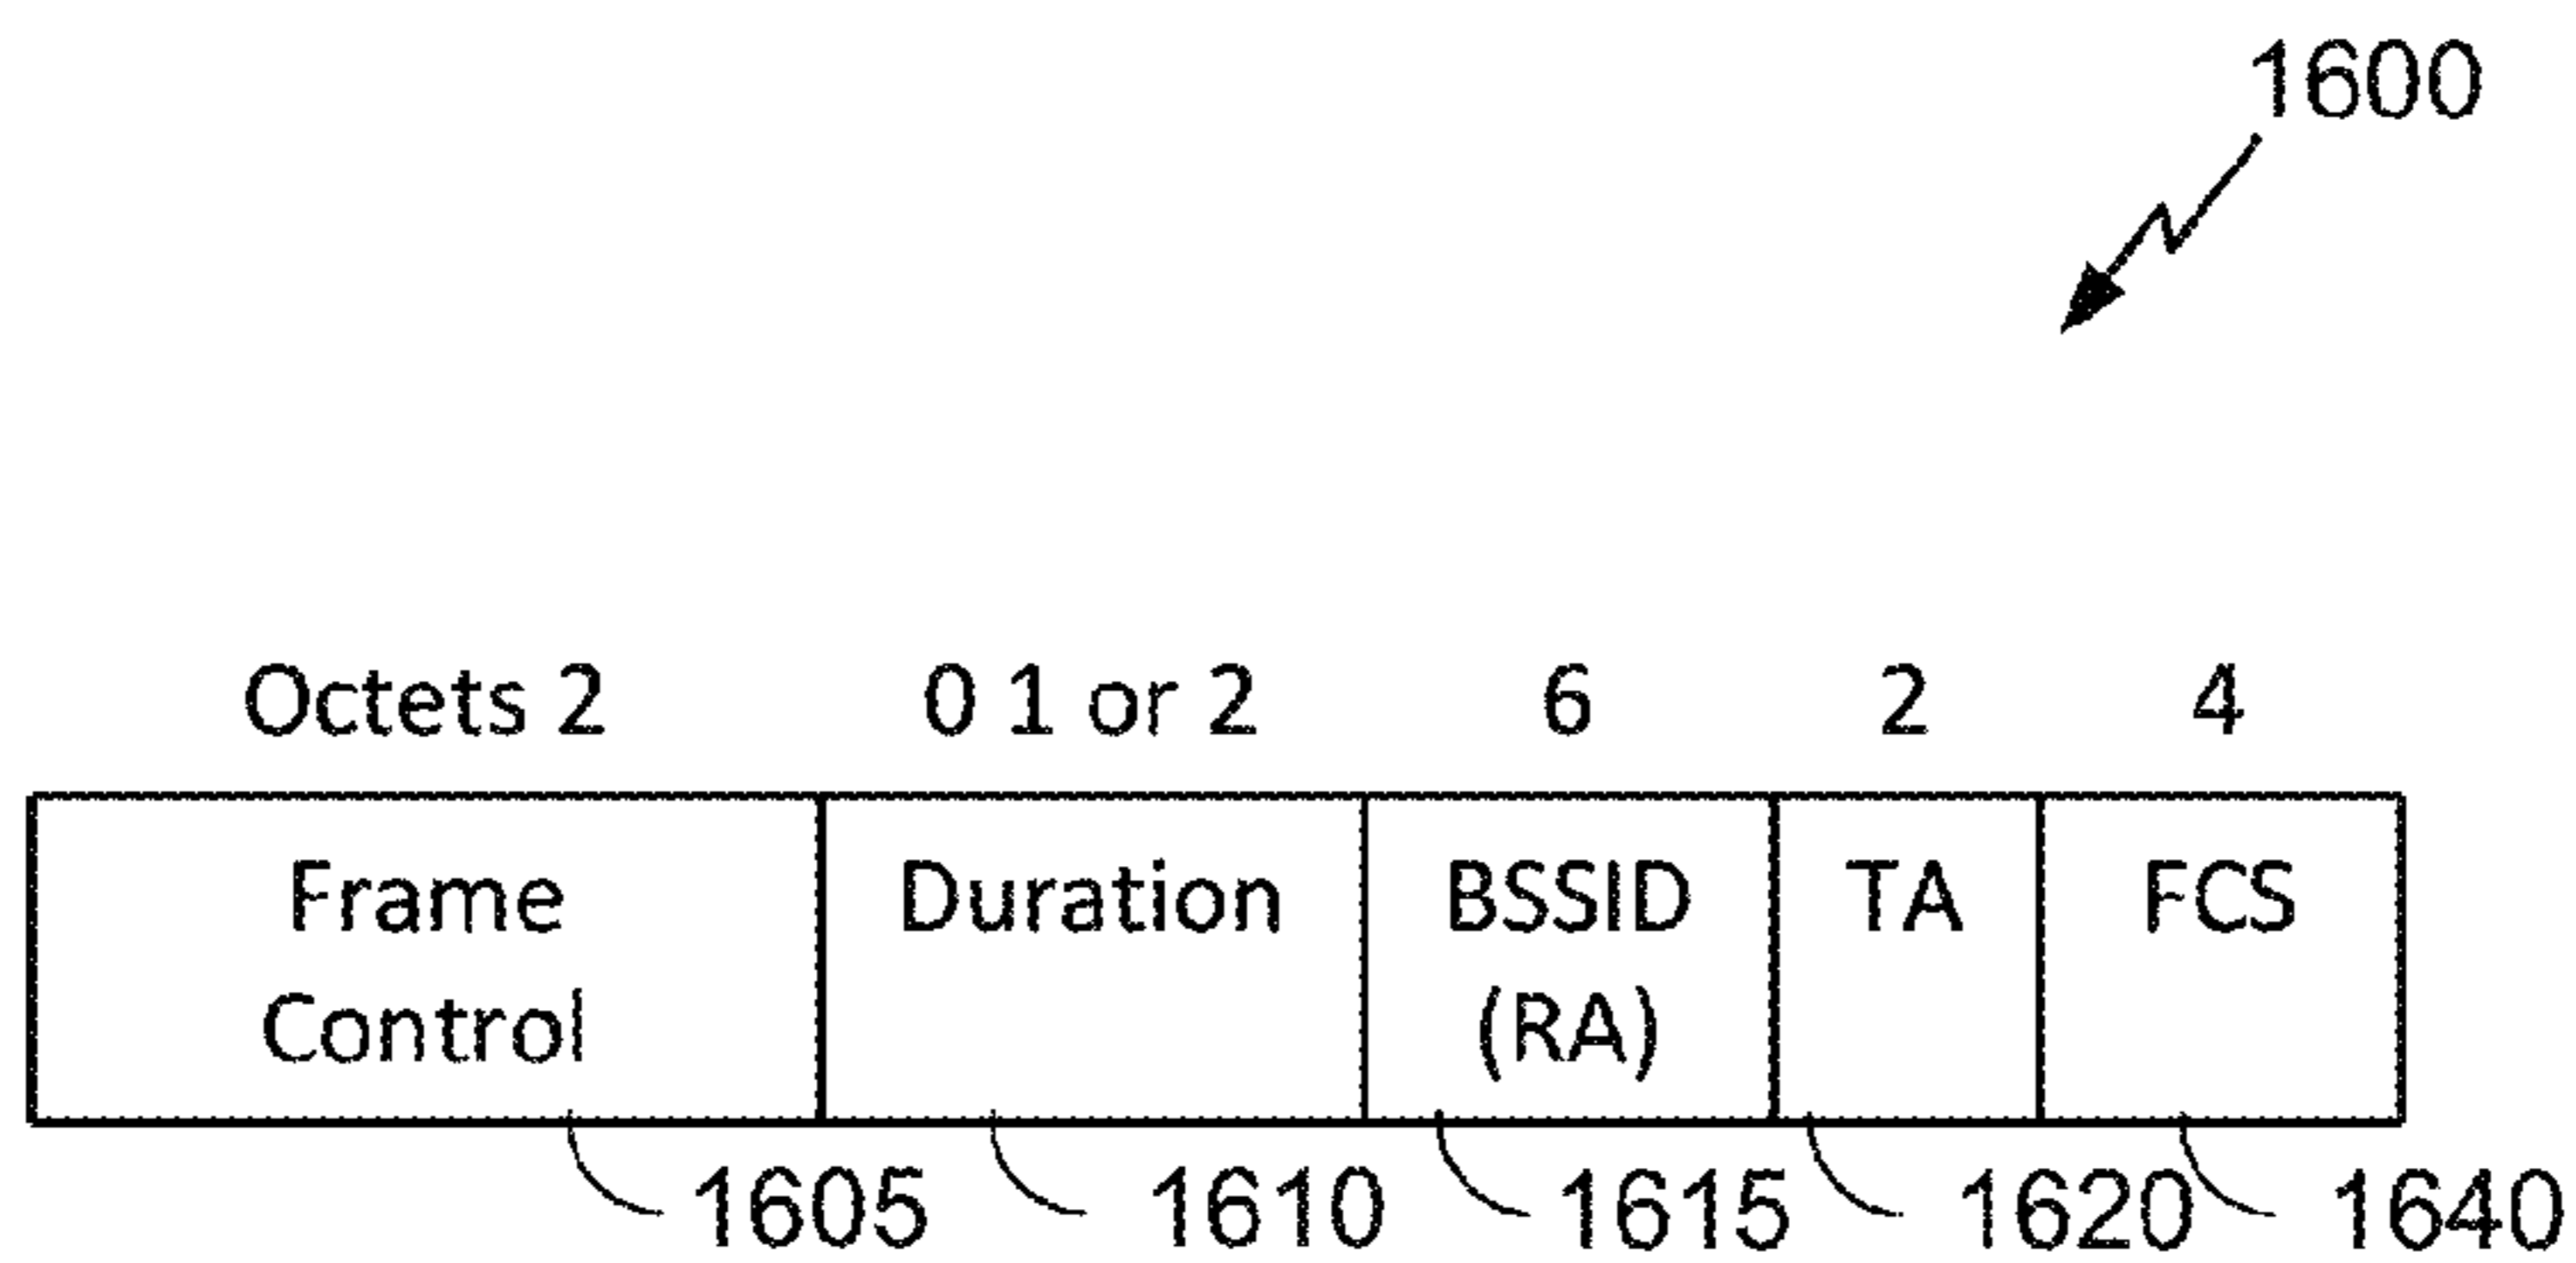 1600
Octets 2 0 1 or 2 6 2 4
Frame Control Duration BSSID (RA) TA FCS
1605 1610 1615 1620 1640